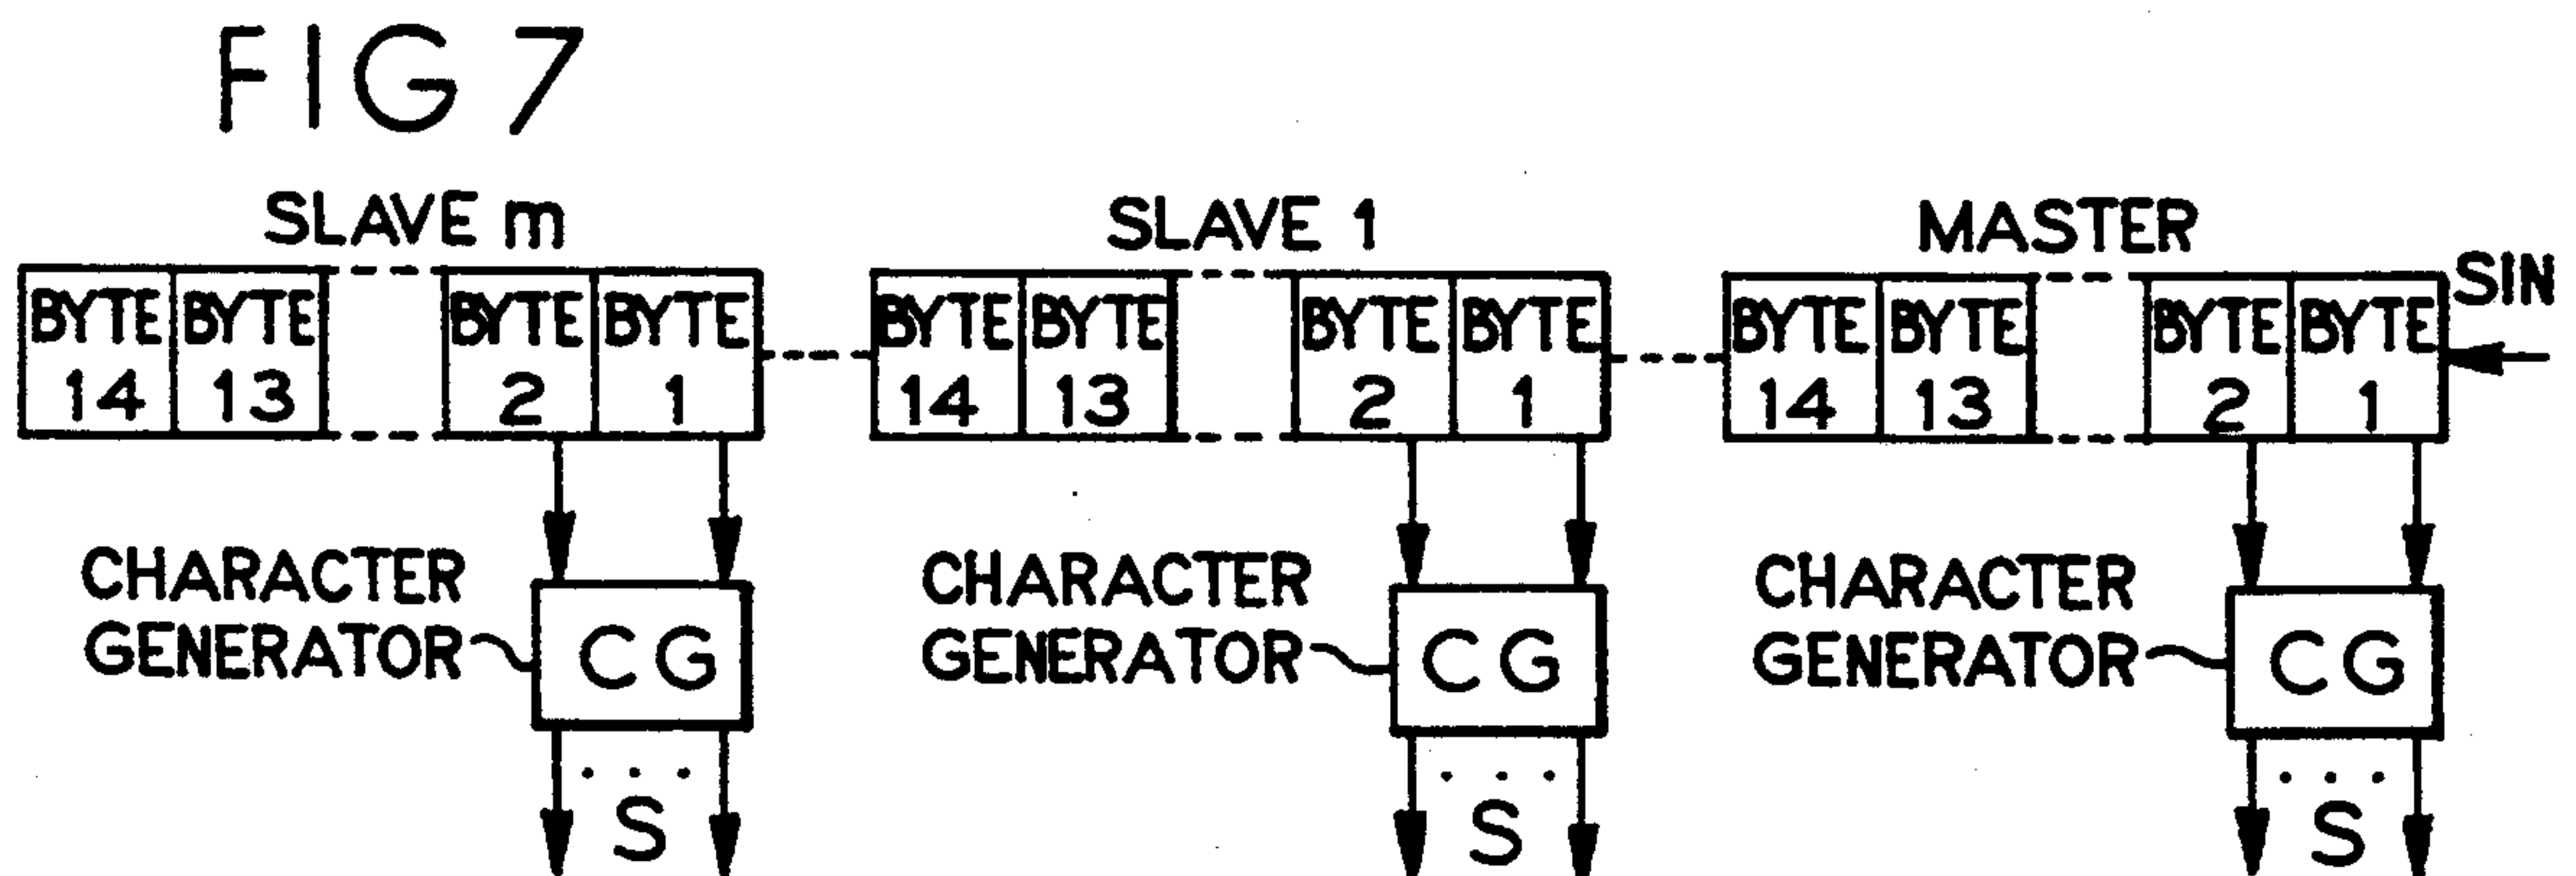 FIG 7
SLAVE m SLAVE 1 MASTER
SIN
BYTE 14 BYTE 13 BYTE 2 BYTE 1
BYTE 14 BYTE 13 BYTE 2 BYTE 1
BYTE 14 BYTE 13 BYTE 2 BYTE 1
CHARACTER GENERATOR CG
CHARACTER GENERATOR CG
CHARACTER GENERATOR CG
S S S